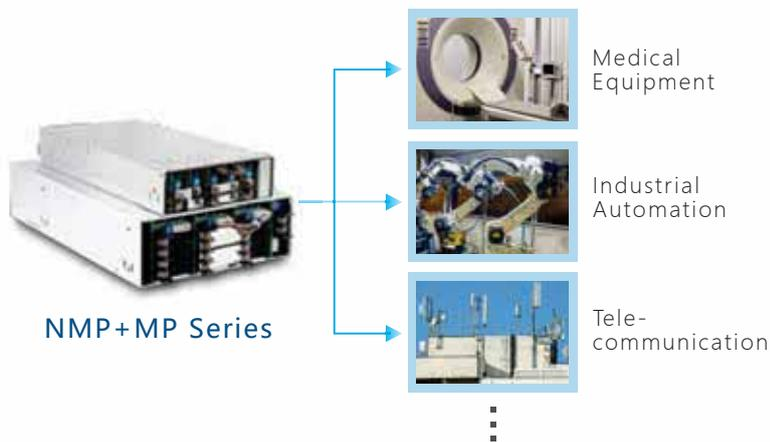 Medical
Equipment
Industrial
Automation
NMP+MP Series
Tele-
communication